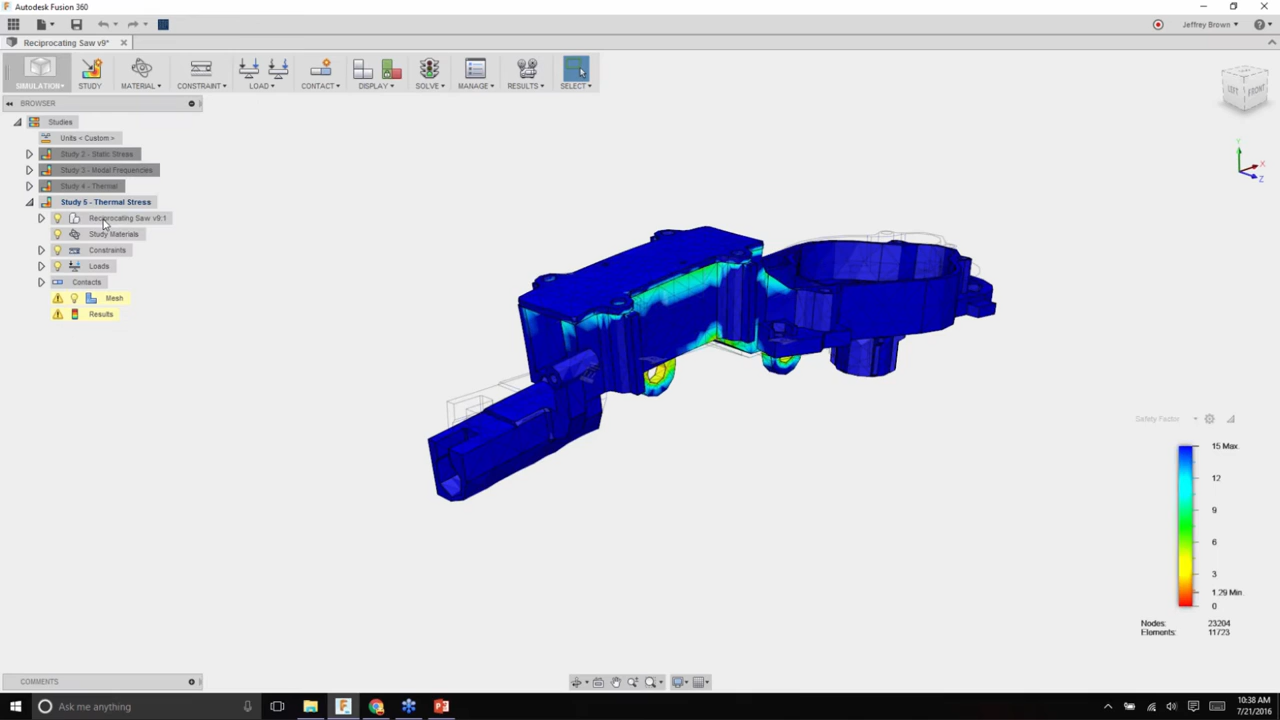 Autodesk Fusion 360
Jeffrey Brown
Reciprocating Saw v9*
SIMULATION
STUDY
MATERIAL
CONSTRAINT
LOAD
CONTACT
DISPLAY
SOLVE
MANAGE
RESULTS
SELECT
BROWSER
Studies
Units < Custom >
Study 2 - Static Stress
Study 3 - Modal Frequencies
Study 4 - Thermal
Study 5 - Thermal Stress
Reciprocating Saw v9:1
Study Materials
Constraints
Loads
Contacts
Mesh
Results
LEFT
FRONT
Y
X
Z
Safety Factor
15 Max.
12
9
6
3
1.29 Min.
0
Nodes: 23204
Elements: 11723
COMMENTS
Ask me anything
10:38 AM
7/21/2016